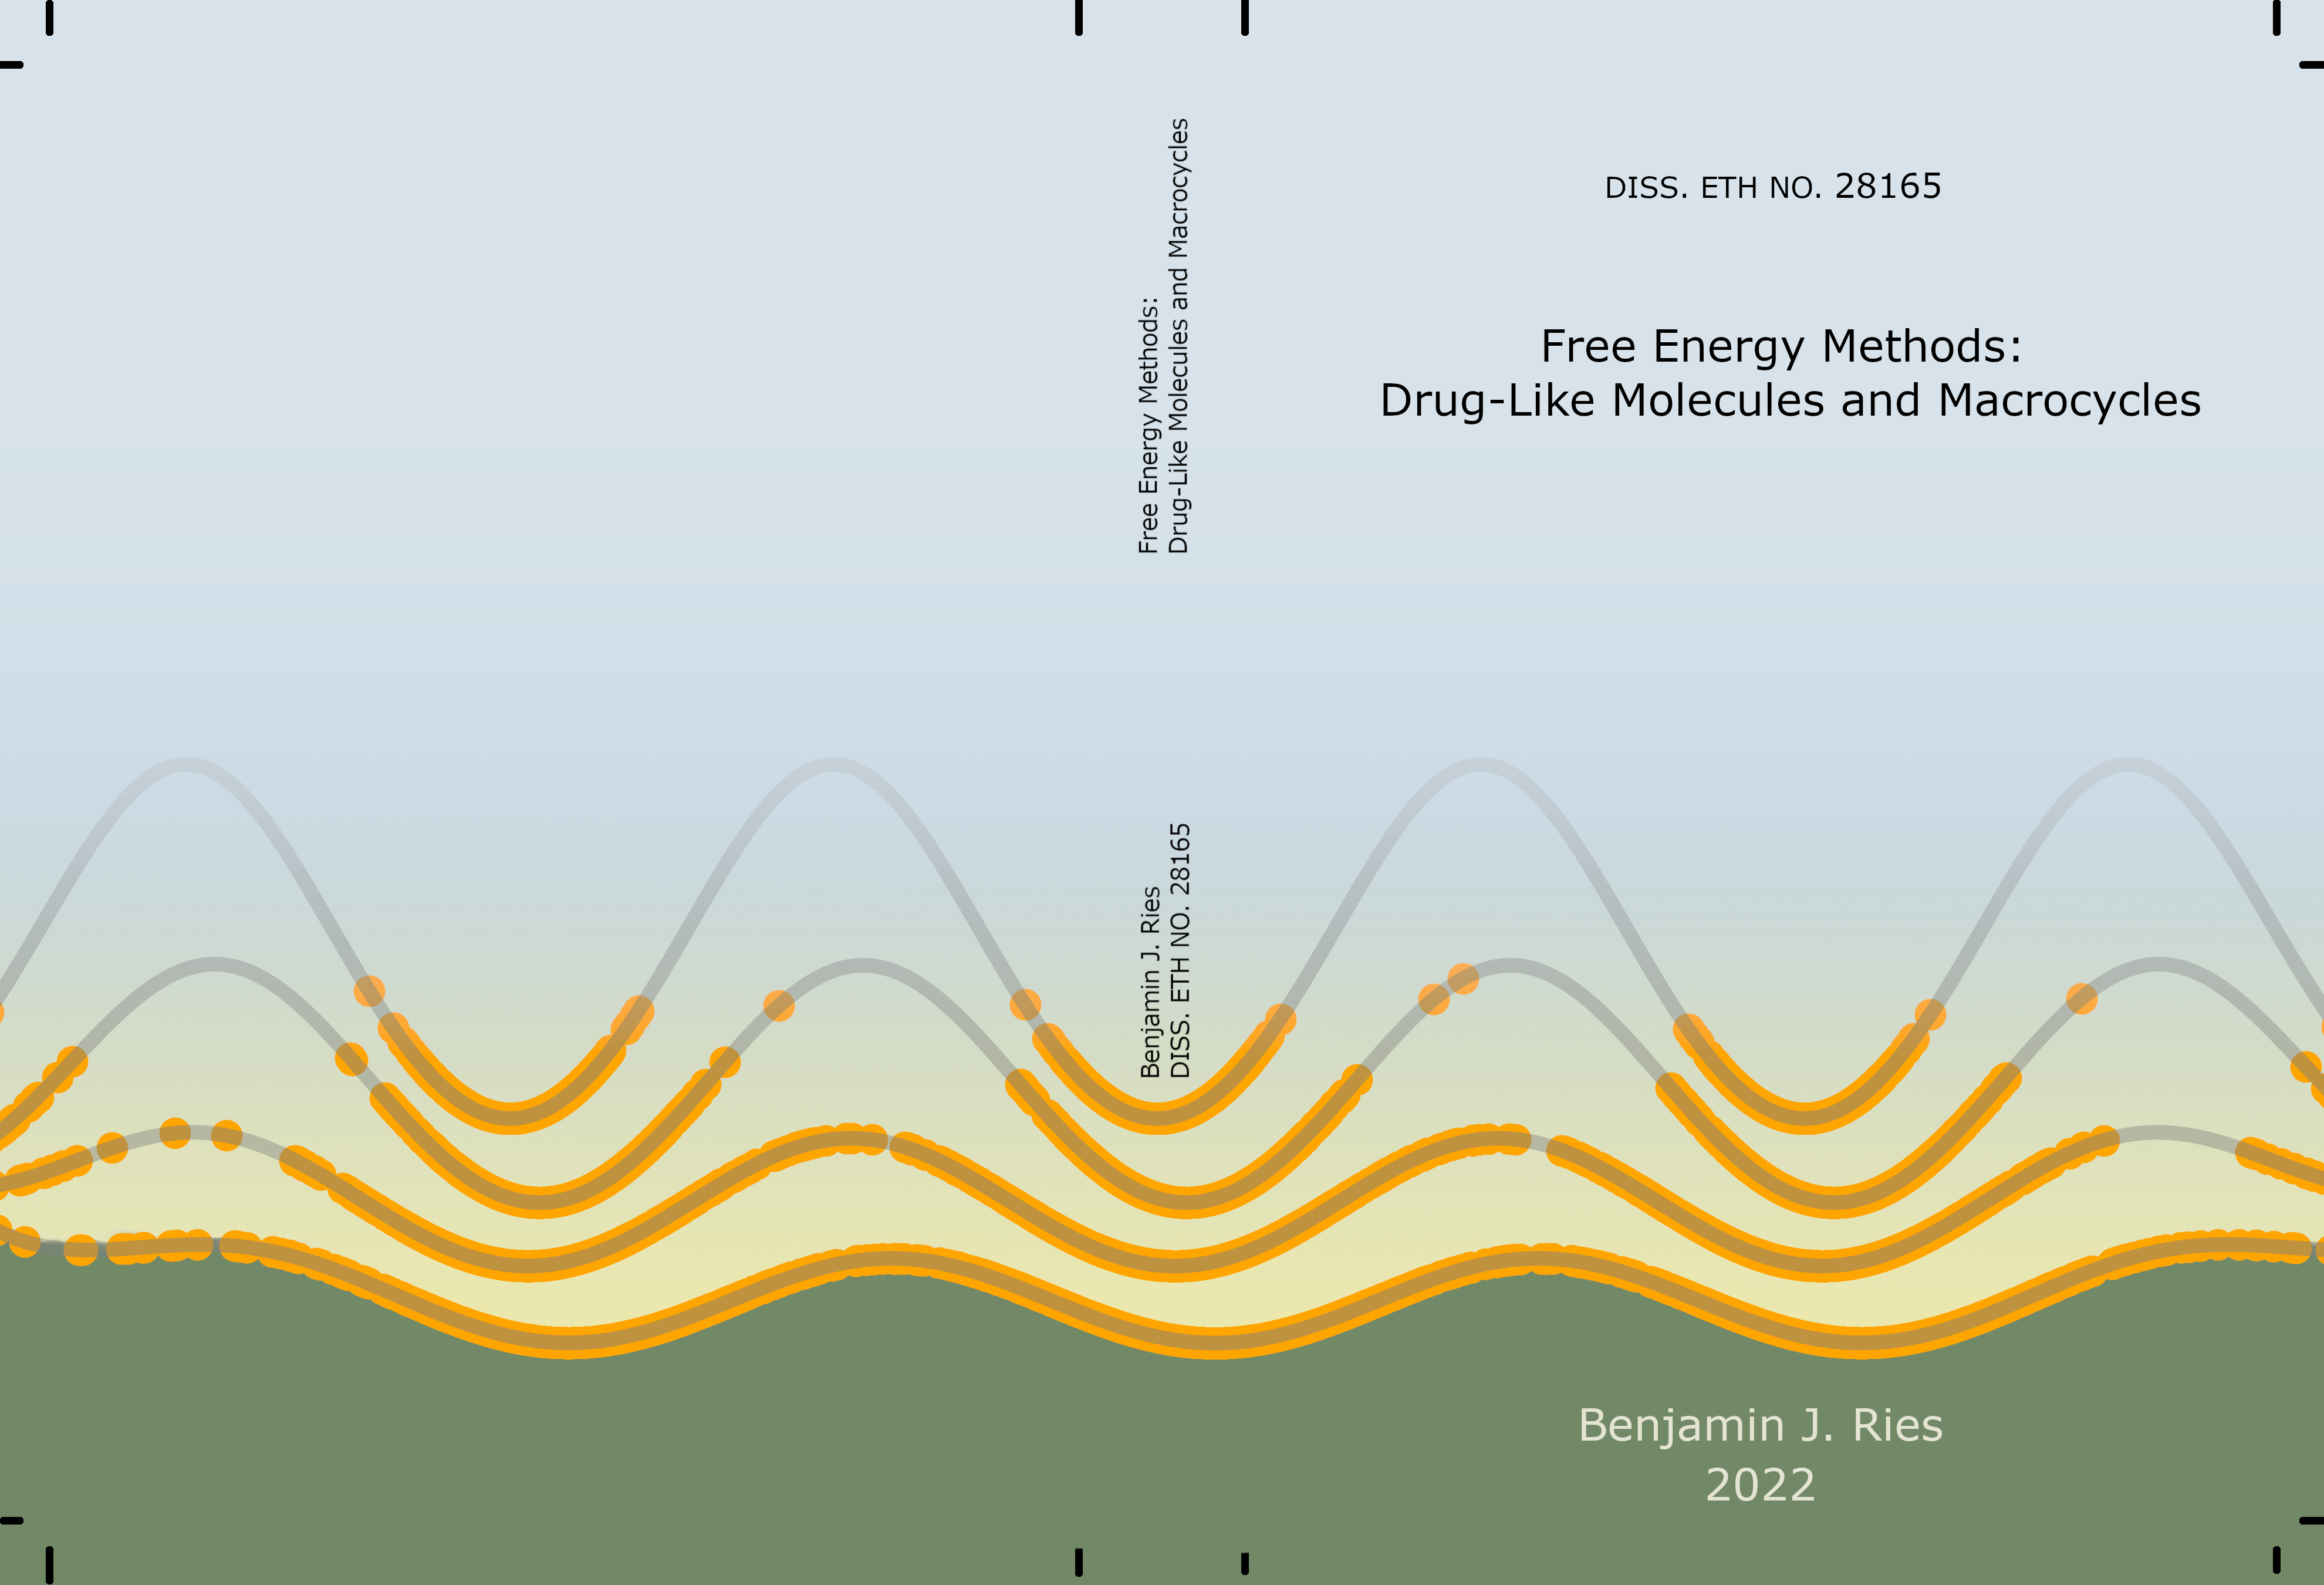 Free Energy Methods:
Drug-Like Molecules and Macrocycles
Benjamin J. Ries
DISS. ETH NO. 28165
DISS. ETH NO. 28165
Free Energy Methods:
Drug-Like Molecules and Macrocycles
Benjamin J. Ries
2022